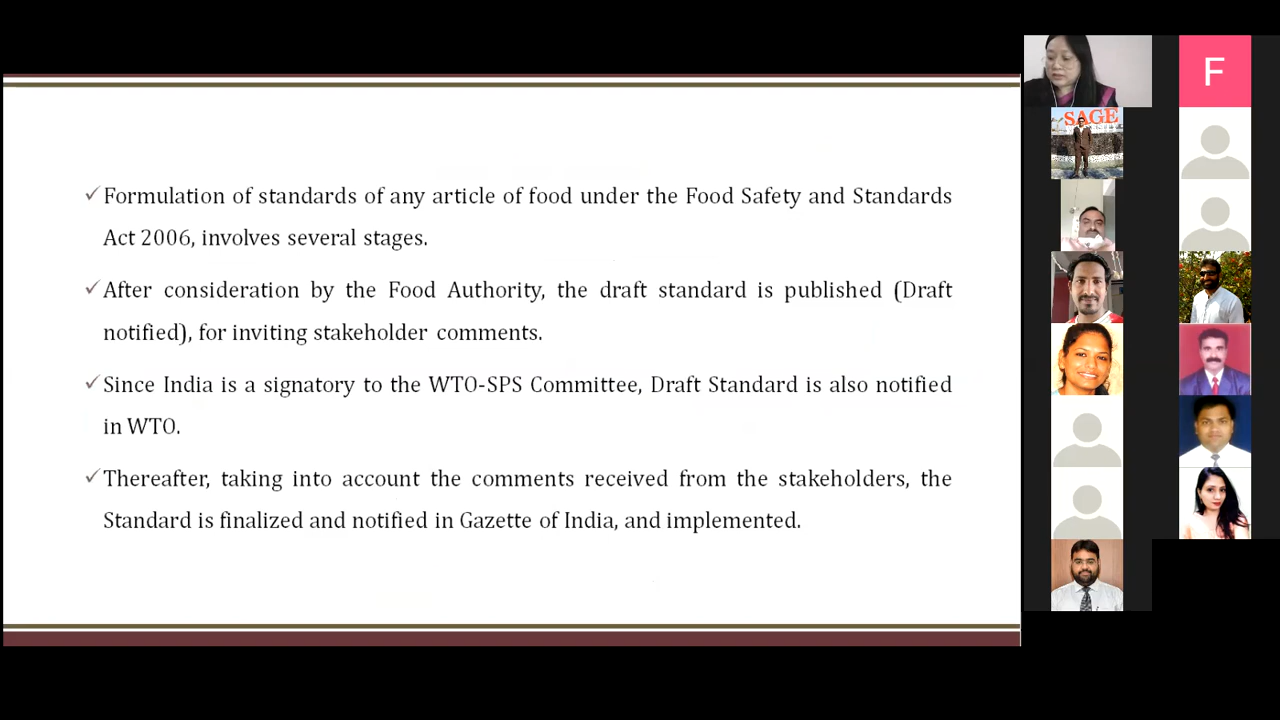 ✓Formulation of standards of any article of food under the Food Safety and Standards
Act 2006, involves several stages.
✓After consideration by the Food Authority, the draft standard is published (Draft
notified), for inviting stakeholder comments.
✓Since India is a signatory to the WTO-SPS Committee, Draft Standard is also notified
in WTO.
✓Thereafter, taking into account the comments received from the stakeholders, the
Standard is finalized and notified in Gazette of India, and implemented.
F
SAGE